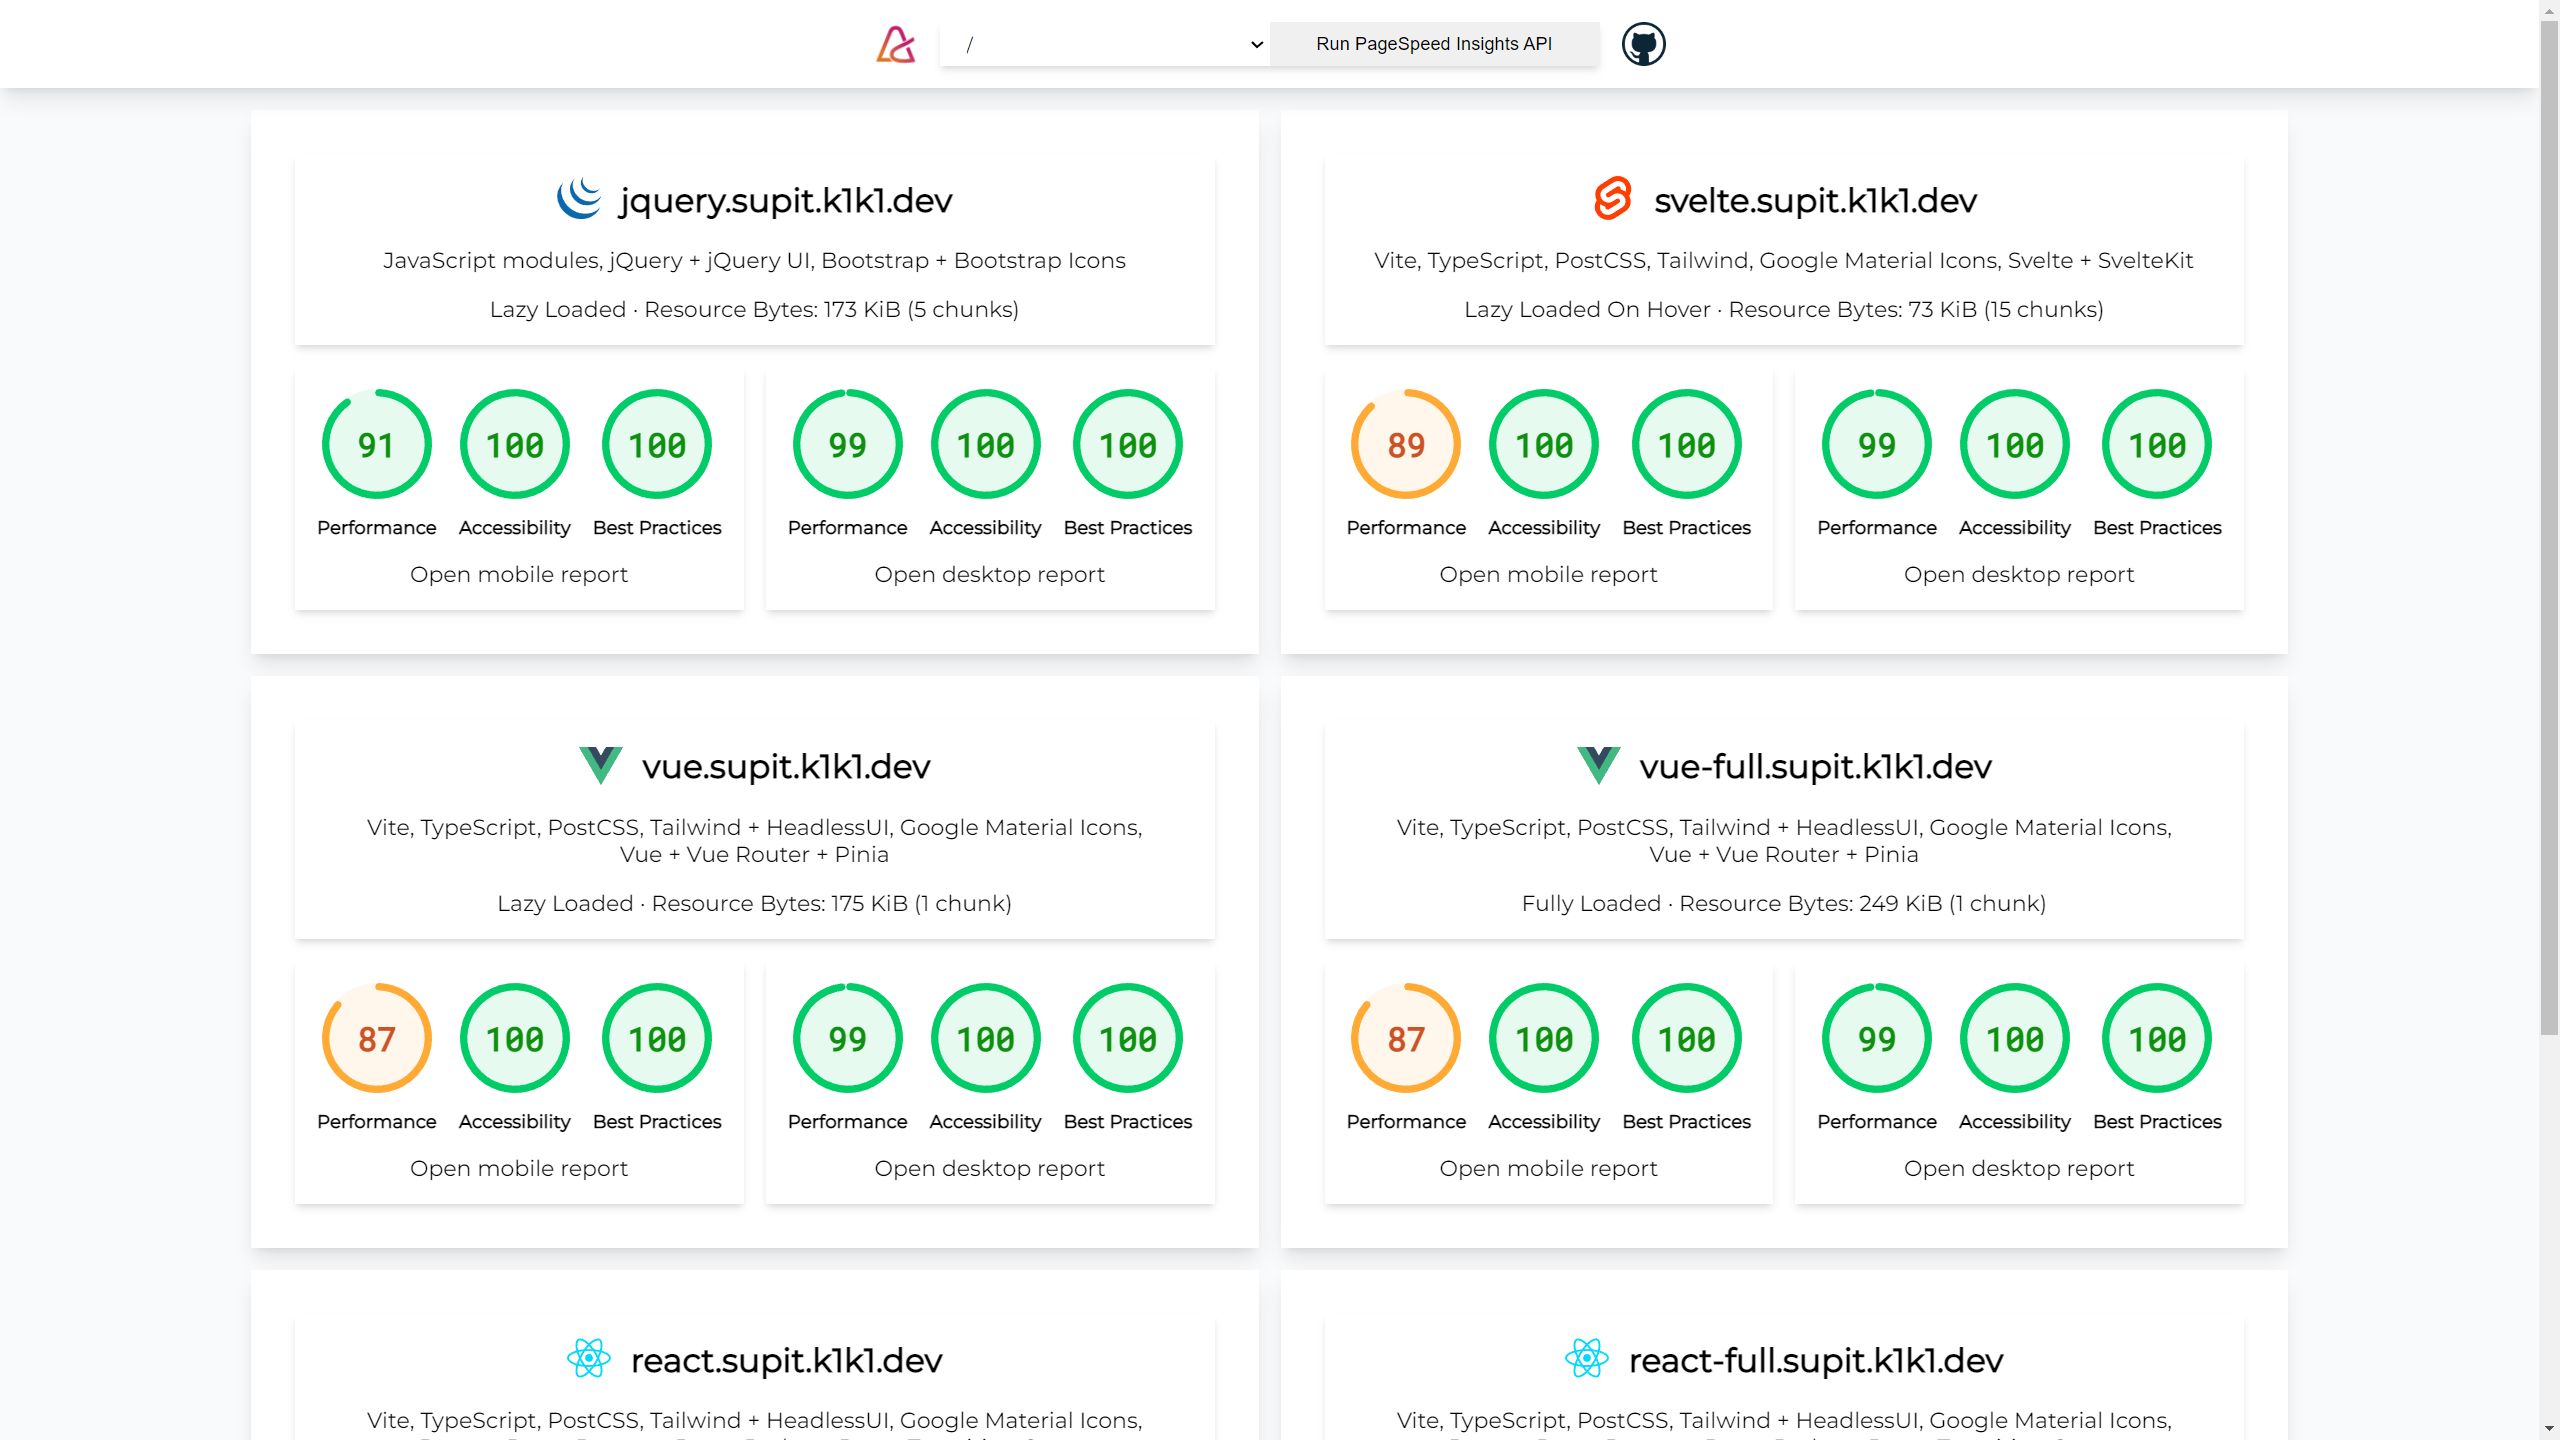 /
Run PageSpeed Insights API
jquery.supit.k1k1.dev
JavaScript modules, jQuery + jQuery UI, Bootstrap + Bootstrap Icons
Lazy Loaded · Resource Bytes: 173 KiB (5 chunks)
91 100 100
Performance Accessibility Best Practices
Open mobile report
99 100 100
Performance Accessibility Best Practices
Open desktop report
svelte.supit.k1k1.dev
Vite, TypeScript, PostCSS, Tailwind, Google Material Icons, Svelte + SvelteKit
Lazy Loaded On Hover · Resource Bytes: 73 KiB (15 chunks)
89 100 100
Performance Accessibility Best Practices
Open mobile report
99 100 100
Performance Accessibility Best Practices
Open desktop report
vue.supit.k1k1.dev
Vite, TypeScript, PostCSS, Tailwind + HeadlessUI, Google Material Icons,
Vue + Vue Router + Pinia
Lazy Loaded · Resource Bytes: 175 KiB (1 chunk)
87 100 100
Performance Accessibility Best Practices
Open mobile report
99 100 100
Performance Accessibility Best Practices
Open desktop report
vue-full.supit.k1k1.dev
Vite, TypeScript, PostCSS, Tailwind + HeadlessUI, Google Material Icons,
Vue + Vue Router + Pinia
Fully Loaded · Resource Bytes: 249 KiB (1 chunk)
87 100 100
Performance Accessibility Best Practices
Open mobile report
99 100 100
Performance Accessibility Best Practices
Open desktop report
react.supit.k1k1.dev
Vite, TypeScript, PostCSS, Tailwind + HeadlessUI, Google Material Icons,
react-full.supit.k1k1.dev
Vite, TypeScript, PostCSS, Tailwind + HeadlessUI, Google Material Icons,